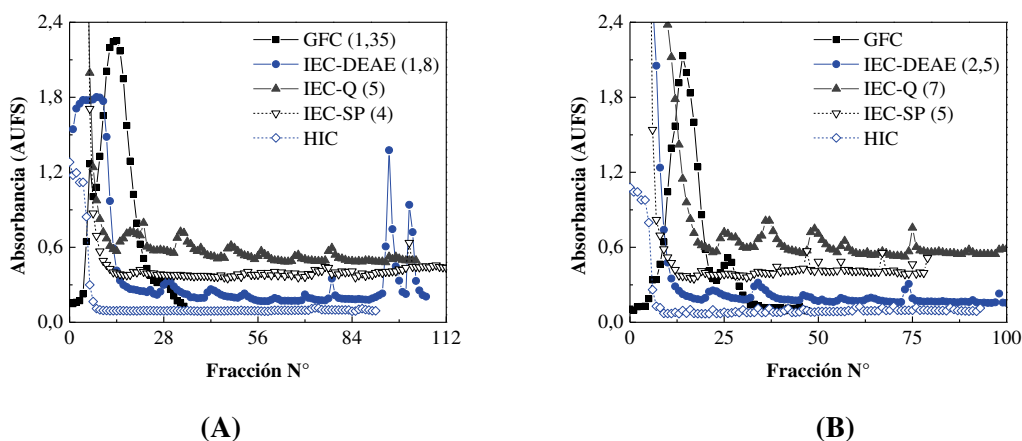 2,4
1,8
1,2
0,6
0,0
Absorbancia (AUFS)
GFC (1,35)
IEC-DEAE (1,8)
IEC-Q (5)
IEC-SP (4)
HIC
0 28 56 84 112
Fracción N°
(A)
2,4
1,8
1,2
0,6
0,0
Absorbancia (AUFS)
GFC
IEC-DEAE (2,5)
IEC-Q (7)
IEC-SP (5)
HIC
0 25 50 75 100
Fracción N°
(B)